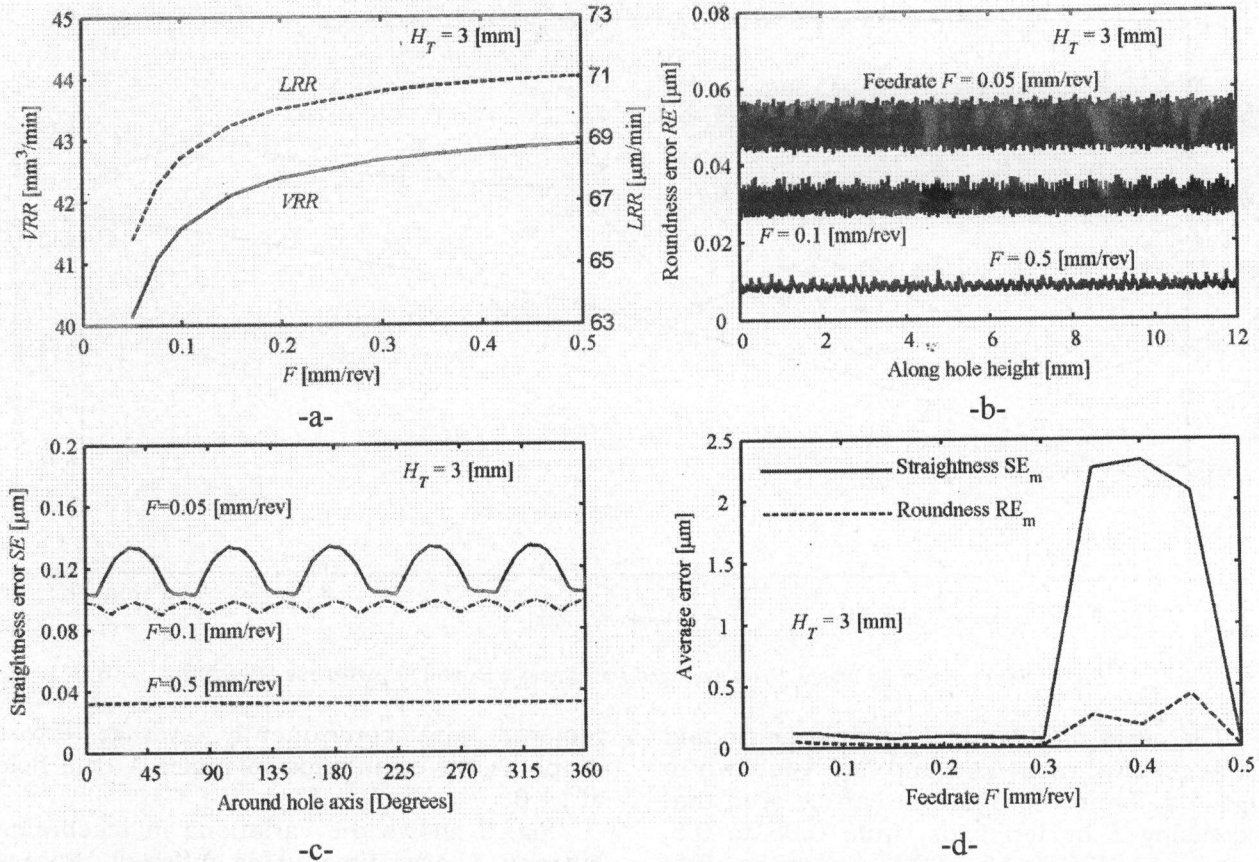 45
44
43
42
41
40
VRR [mm³/min]
73
71
69
67
65
63
LRR [μm/min]
H_T = 3 [mm]
LRR
VRR
0
0.1
0.2
0.3
0.4
0.5
F [mm/rev]
-a-
0.08
0.06
0.04
0.02
0
Roundness error RE [μm]
H_T = 3 [mm]
Feedrate F = 0.05 [mm/rev]
F = 0.1 [mm/rev]
F = 0.5 [mm/rev]
0
2
4
6
8
10
12
Along hole height [mm]
-b-
0.2
0.16
0.12
0.08
0.04
0
Straightness error SE [μm]
H_T = 3 [mm]
F=0.05 [mm/rev]
F=0.1 [mm/rev]
F=0.5 [mm/rev]
0
45
90
135
180
225
270
315
360
Around hole axis [Degrees]
-c-
2.5
2
1.5
1
0.5
0
Average error [μm]
Straightness SE_m
Roundness RE_m
H_T = 3 [mm]
0
0.1
0.2
0.3
0.4
0.5
Feedrate F [mm/rev]
-d-